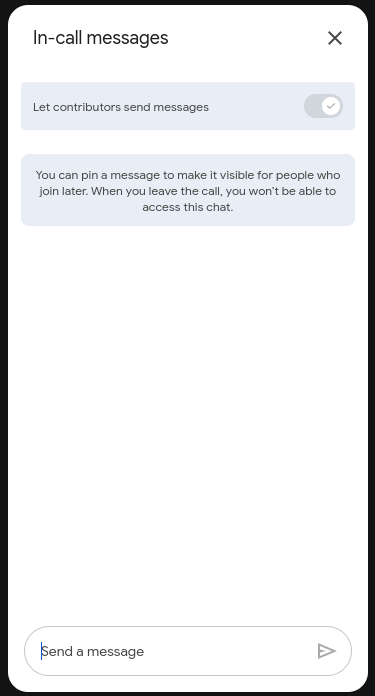 In-call messages
Let contributors send messages
You can pin a message to make it visible for people who
join later. When you leave the call, you won't be able to
access this chat.
Send a message